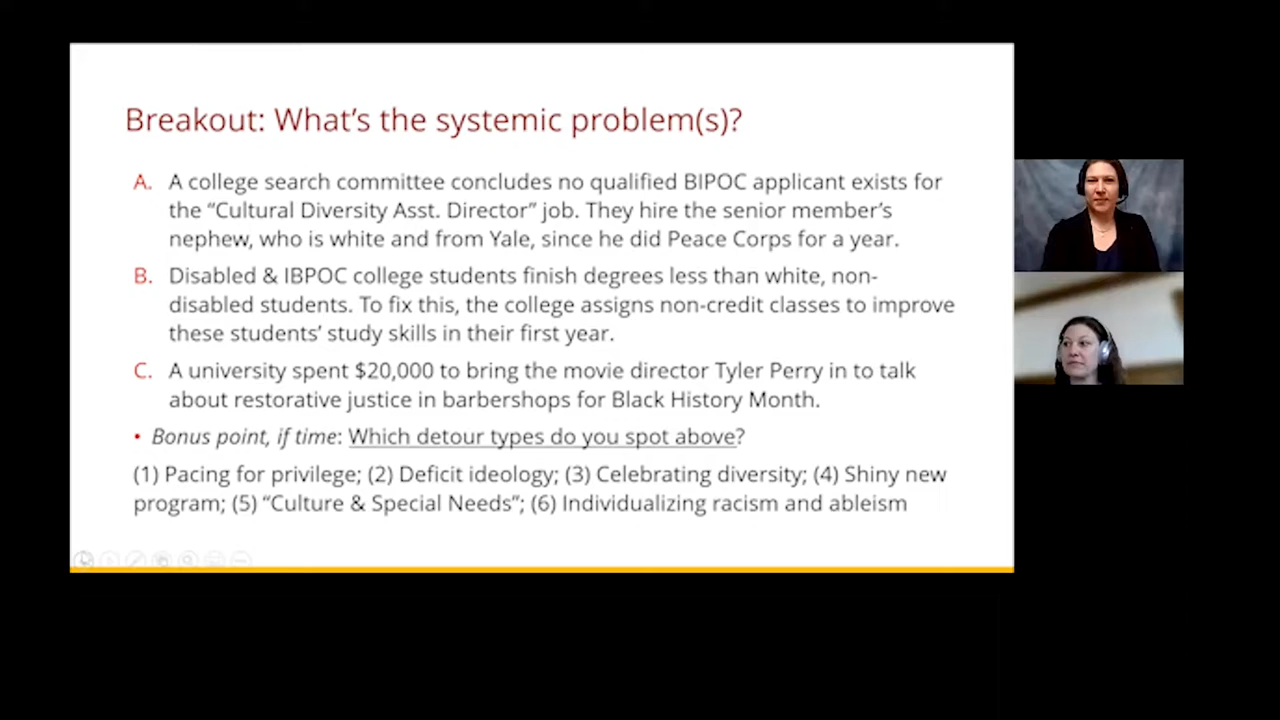 Breakout: What's the systemic problem(s)?
A. A college search committee concludes no qualified BIPOC applicant exists for
the “Cultural Diversity Asst. Director” job. They hire the senior member's
nephew, who is white and from Yale, since he did Peace Corps for a year.
B. Disabled & IBPOC college students finish degrees less than white, non-
disabled students. To fix this, the college assigns non-credit classes to improve
these students' study skills in their first year.
C. A university spent $20,000 to bring the movie director Tyler Perry in to talk
about restorative justice in barbershops for Black History Month.
• Bonus point, if time: Which detour types do you spot above?
(1) Pacing for privilege; (2) Deficit ideology; (3) Celebrating diversity; (4) Shiny new
program; (5) “Culture & Special Needs”; (6) Individualizing racism and ableism